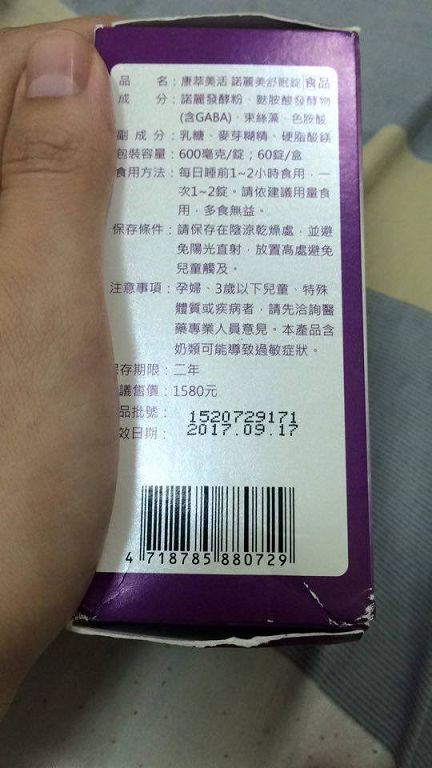 品 名：康萃美活 諾麗美舒眠錠 食品
成 分：諾麗發酵粉、麩胺酸發酵物
(含GABA)、束絲藻、色胺酸
副 成 分：乳糖、麥芽糊精、硬脂酸鎂
包裝容量：600毫克/錠；60錠/盒
食用方法：每日睡前1~2小時食用，一
次1~2錠。請依建議用量食
用，多食無益。
保存條件：請保存在陰涼乾燥處，並避
免陽光直射，放置高處避免
兒童觸及。
注意事項：孕婦、3歲以下兒童、特殊
體質或疾病者，請先洽詢醫
藥專業人員意見。本產品含
奶類可能導致過敏症狀。
存期限：二年
議售價：1580元
品批號：1520729171
效日期：2017.09.17
4 718785 880729